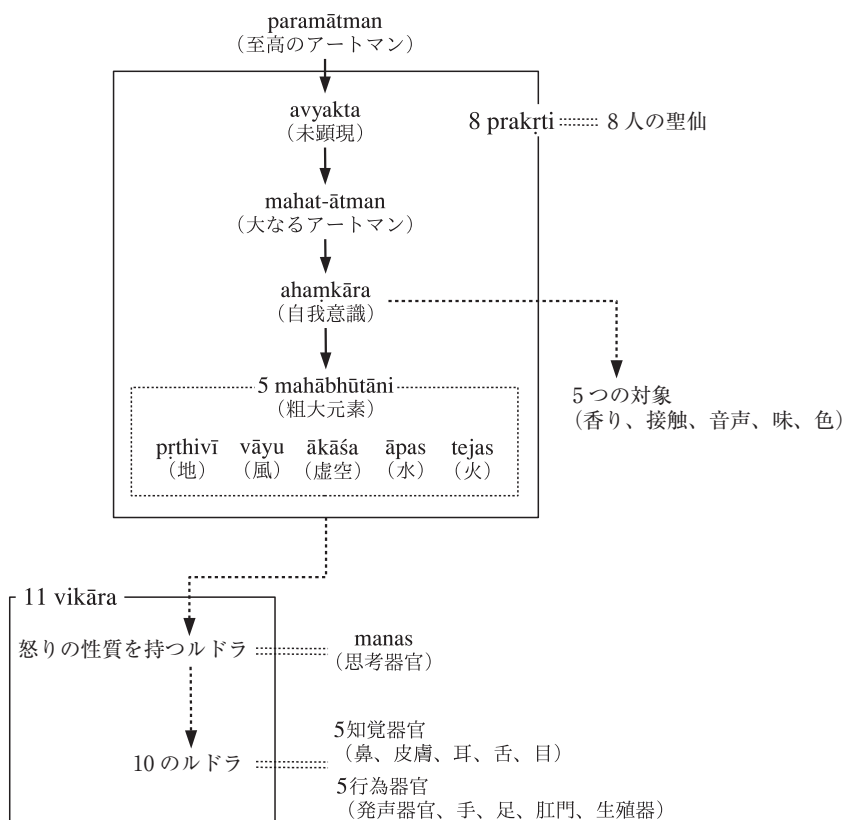 paramātman
（至高のアートマン）
avyakta
（未顕現）
8 prakṛti
8 人の聖仙
mahat-ātman
（大なるアートマン）
ahaṃkāra
（自我意識）
5 mahābhūtāni
（粗大元素）
pṛthivī vāyu ākāśa āpas tejas
（地） （風） （虚空） （水） （火）
5 つの対象
（香り、接触、音声、味、色）
11 vikāra
怒りの性質を持つルドラ
manas
（思考器官）
10 のルドラ
5知覚器官
（鼻、皮膚、耳、舌、目）
5行為器官
（発声器官、手、足、肛門、生殖器）